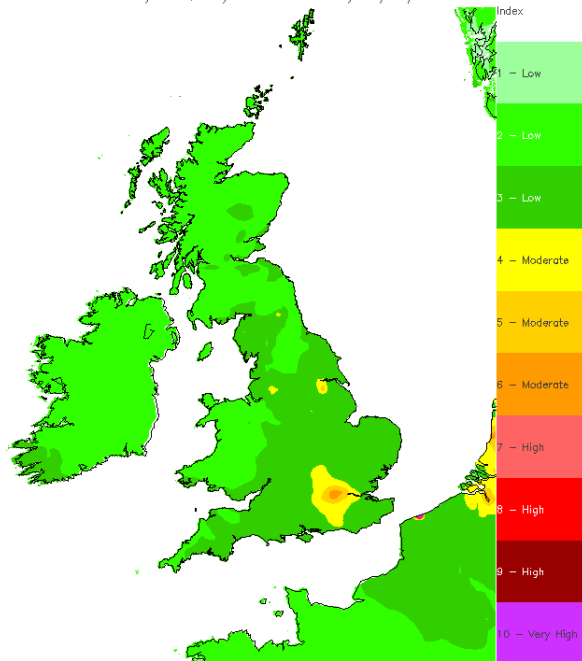 Index
1 - Low
2 - Low
3 - Low
4 - Moderate
5 - Moderate
6 - Moderate
7 - High
8 - High
9 - High
10 - Very High